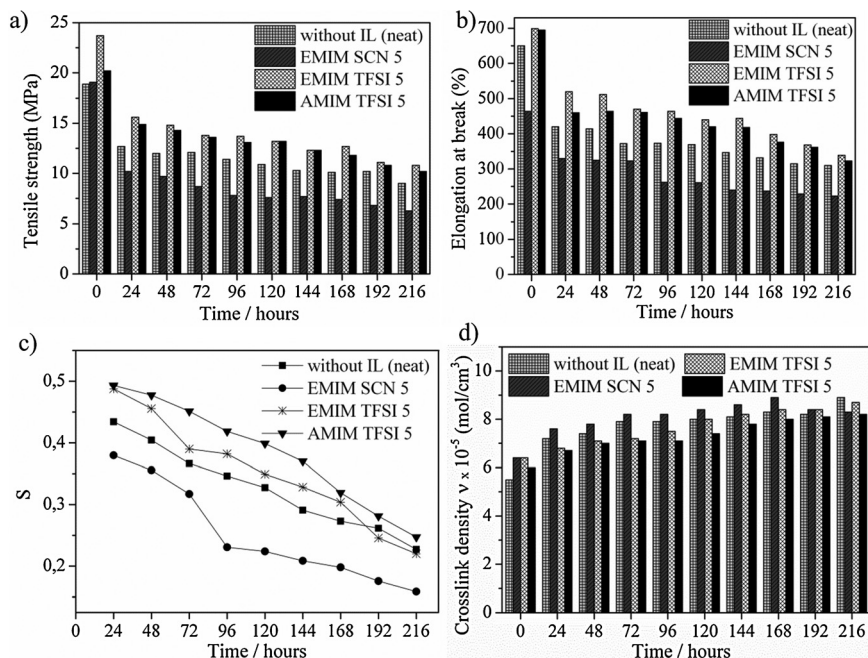 a)
Tensile strength (MPa)
25
20
15
10
5
0
without IL (neat)
EMIM SCN 5
EMIM TFSI 5
AMIM TFSI 5
0 24 48 72 96 120 144 168 192 216
Time / hours
b)
Elongation at break (%)
700
600
500
400
300
200
100
0
without IL (neat)
EMIM SCN 5
EMIM TFSI 5
AMIM TFSI 5
0 24 48 72 96 120 144 168 192 216
Time / hours
c)
S
0,5
0,4
0,3
0,2
without IL (neat)
EMIM SCN 5
EMIM TFSI 5
AMIM TFSI 5
24 48 72 96 120 144 168 192 216
Time / hours
d)
Crosslink density ν x 10⁻⁵ (mol/cm³)
10
8
6
4
2
0
without IL (neat) EMIM TFSI 5
EMIM SCN 5 AMIM TFSI 5
0 24 48 72 96 120 144 168 192 216
Time / hours